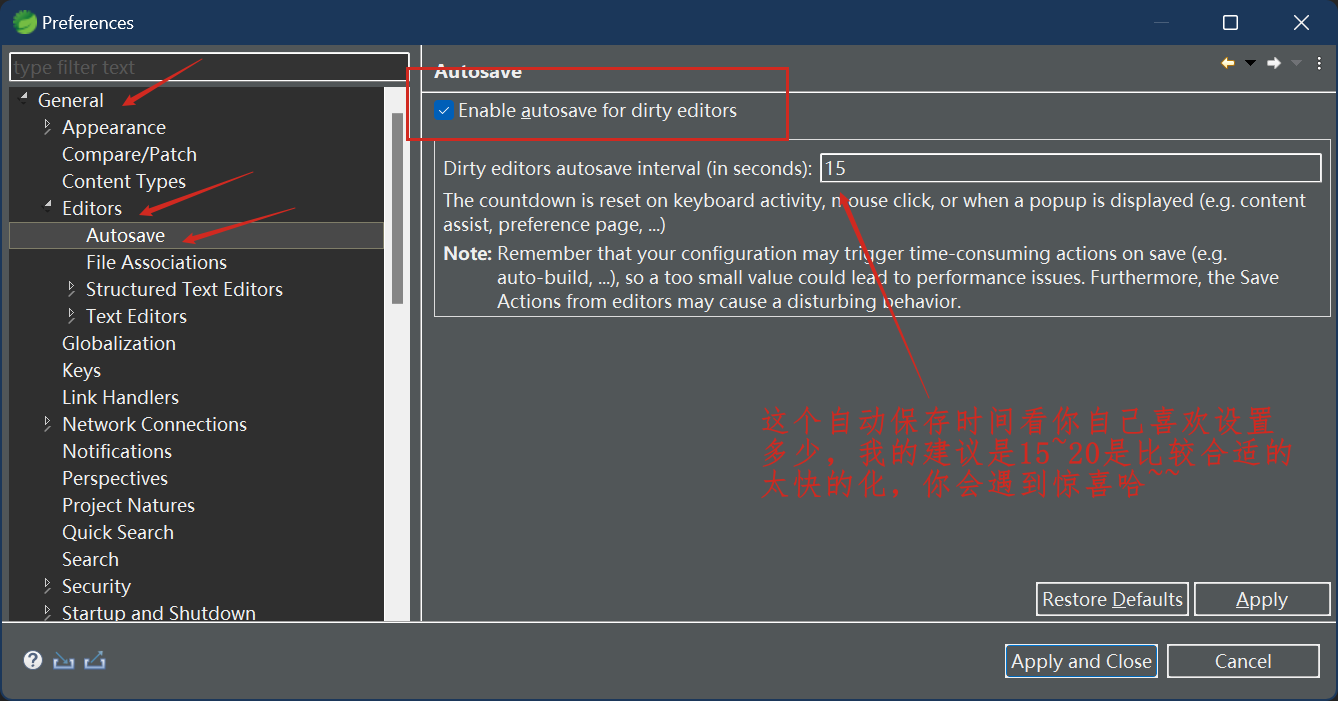 Preferences
type filter text
General
Appearance
Compare/Patch
Content Types
Editors
Autosave
File Associations
Structured Text Editors
Text Editors
Globalization
Keys
Link Handlers
Network Connections
Notifications
Perspectives
Project Natures
Quick Search
Search
Security
Startup and Shutdown
Autosave
Enable autosave for dirty editors
Dirty editors autosave interval (in seconds): 15
The countdown is reset on keyboard activity, mouse click, or when a popup is displayed (e.g. content
assist, preference page, ...)
Note: Remember that your configuration may trigger time-consuming actions on save (e.g.
auto-build, ...), so a too small value could lead to performance issues. Furthermore, the Save
Actions from editors may cause a disturbing behavior.
这个自动保存时间看你自己喜欢设置
多少，我的建议是15~20是比较合适的
太快的化，你会遇到惊喜哈~~
Restore Defaults
Apply
Apply and Close
Cancel